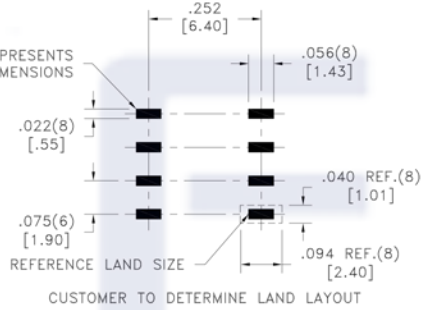 .252
[6.40]
PRESENTS
MENSIONS
.056(8)
[1.43]
.022(8)
[.55]
.040 REF.(8)
[1.01]
.075(6)
[1.90]
.094 REF.(8)
[2.40]
REFERENCE LAND SIZE
CUSTOMER TO DETERMINE LAND LAYOUT